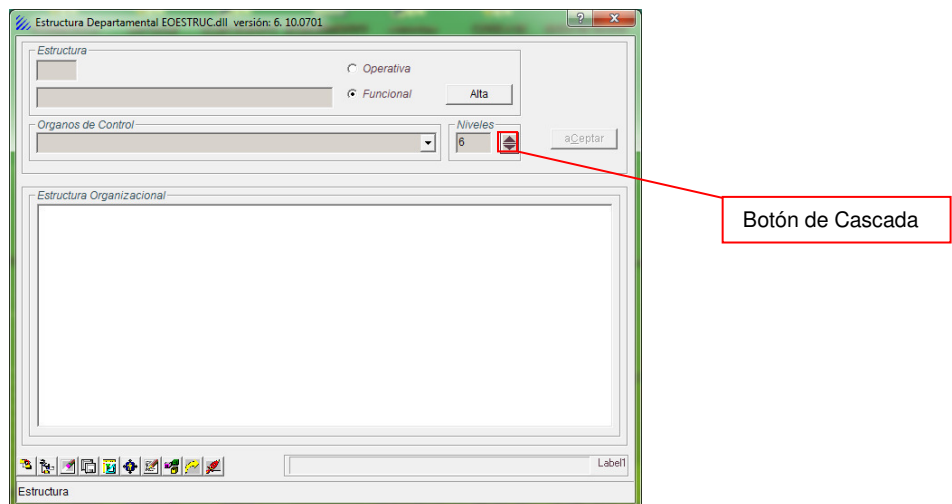 Estructura Departamental EOESTRUC.dll versión: 6. 10.0701
?
X
Estructura
Operativa
Funcional
Alta
Organos de Control
Niveles
6
aCeptar
Estructura Organizacional
Botón de Cascada
Label1
Estructura